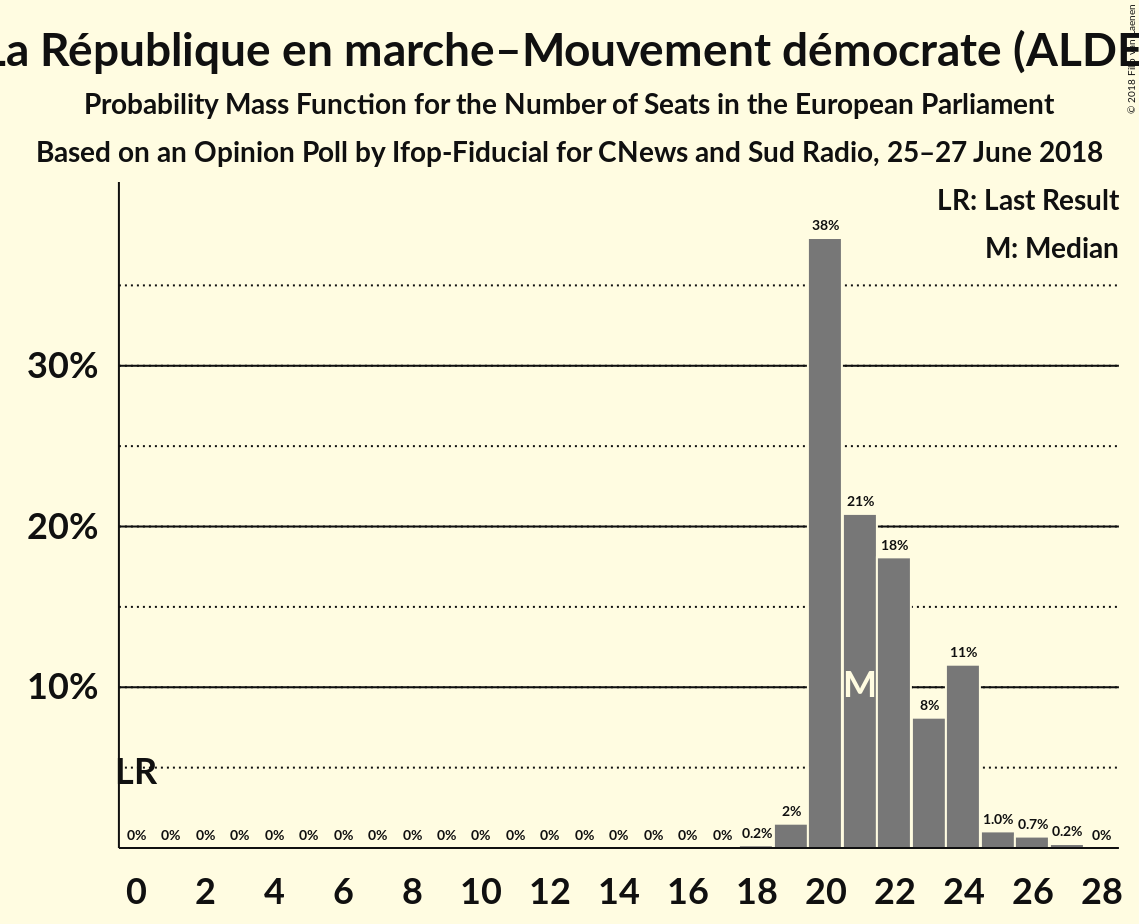 La République en marche–Mouvement démocrate (ALDE
Probability Mass Function for the Number of Seats in the European Parliament
Based on an Opinion Poll by Ifop-Fiducial for CNews and Sud Radio, 25–27 June 2018
© 2018 Filip
LR: Last Result
M: Median
38%
30%
21%
20%
18%
11%
M
10%
8%
LR
2%
0% 0% 0% 0% 0% 0% 0% 0% 0% 0% 0% 0% 0% 0% 0% 0% 0% 0% 0.2% 1.0% 0.7% 0.2% 0%
0 2 4 6 8 10 12 14 16 18 20 22 24 26 28